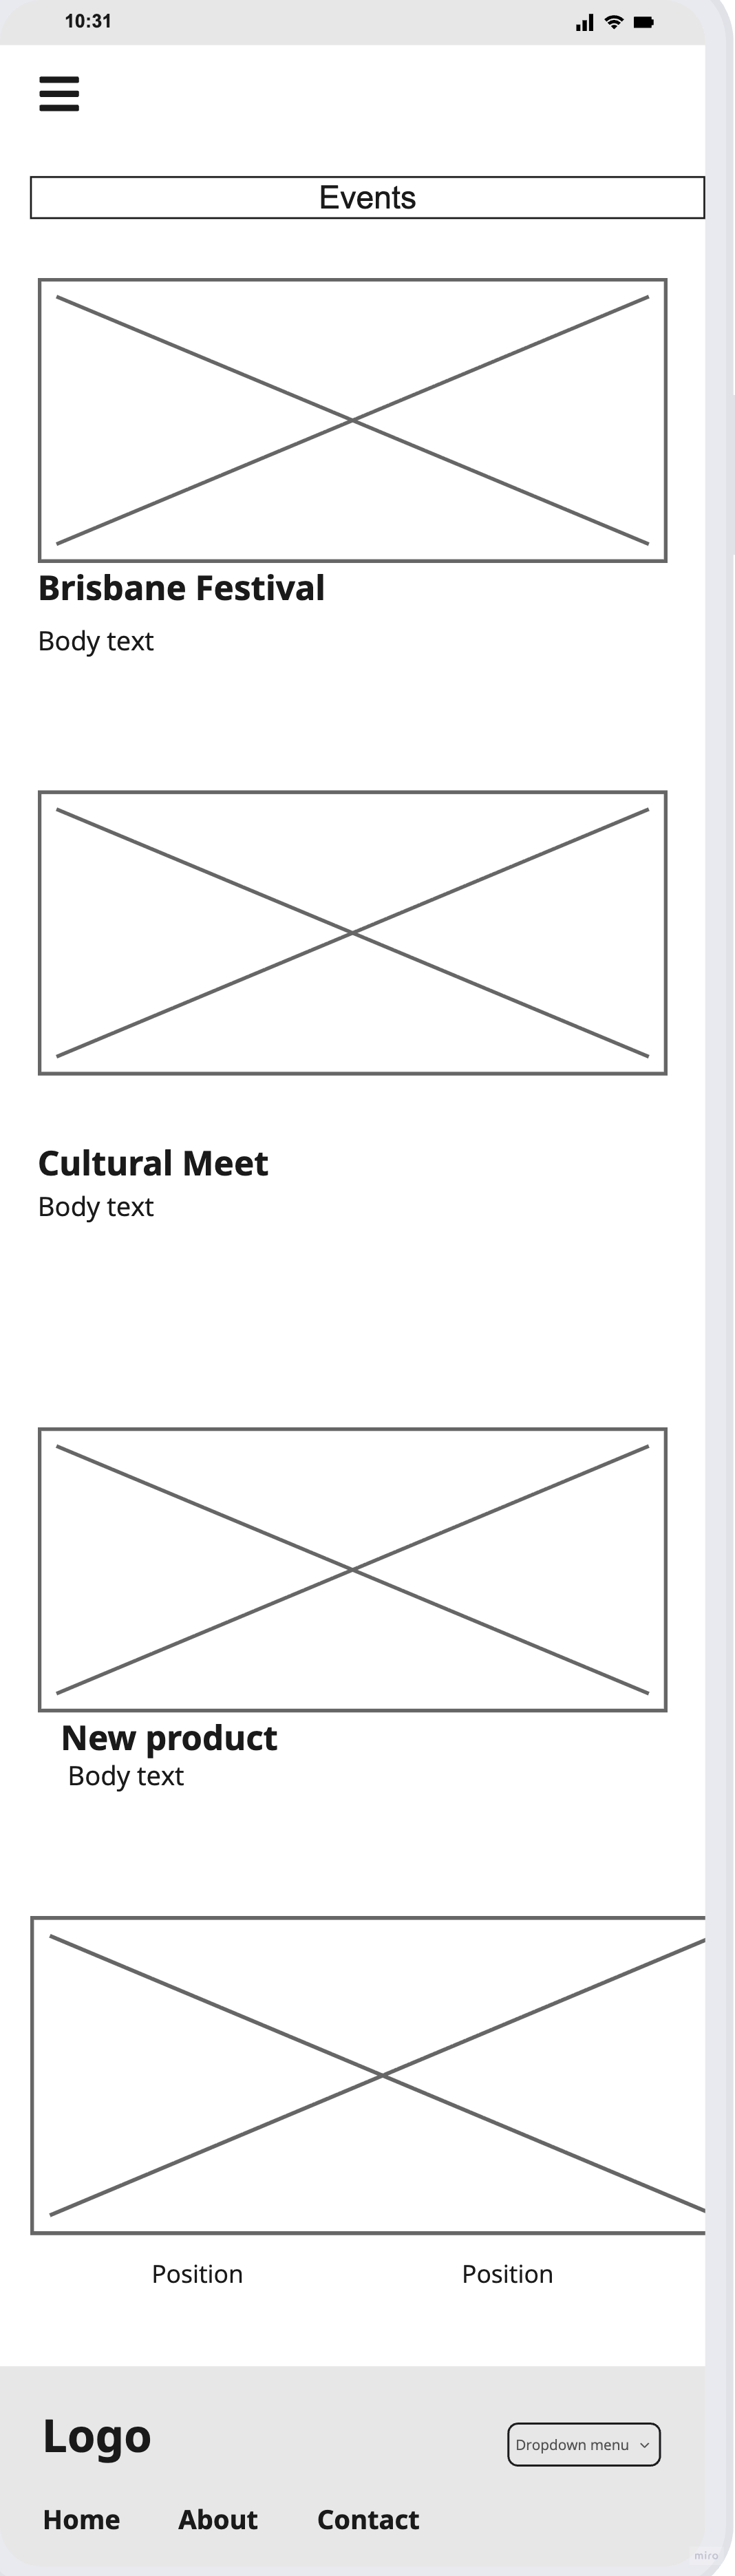 10:31
Events
Brisbane Festival
Body text
Cultural Meet
Body text
New product
Body text
Position Position
Logo
Dropdown menu
Home About Contact
miro